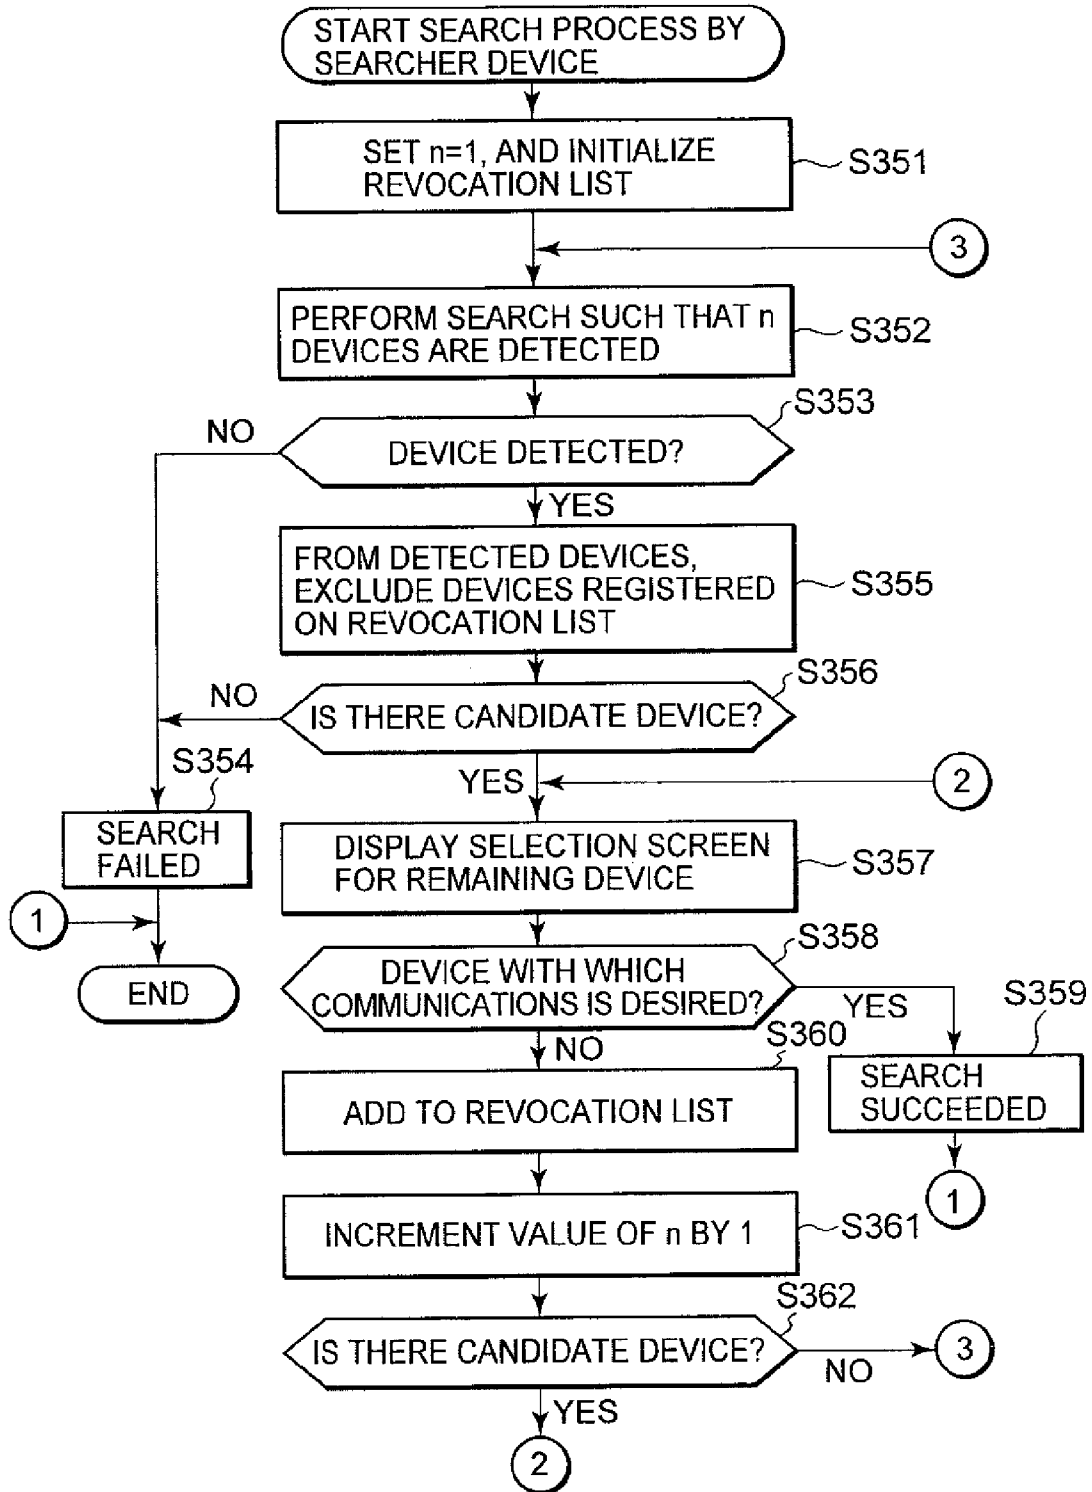 START SEARCH PROCESS BY
SEARCHER DEVICE
SET n=1, AND INITIALIZE
REVOCATION LIST
S351
3
PERFORM SEARCH SUCH THAT n
DEVICES ARE DETECTED
S352
S353
NO
DEVICE DETECTED?
YES
FROM DETECTED DEVICES,
EXCLUDE DEVICES REGISTERED
ON REVOCATION LIST
S355
S356
NO
IS THERE CANDIDATE DEVICE?
S354
YES
2
SEARCH
FAILED
DISPLAY SELECTION SCREEN
FOR REMAINING DEVICE
S357
1
S358
END
DEVICE WITH WHICH
COMMUNICATIONS IS DESIRED?
YES
S359
S360
NO
SEARCH
SUCCEEDED
ADD TO REVOCATION LIST
1
INCREMENT VALUE OF n BY 1
S361
S362
IS THERE CANDIDATE DEVICE?
NO
3
YES
2